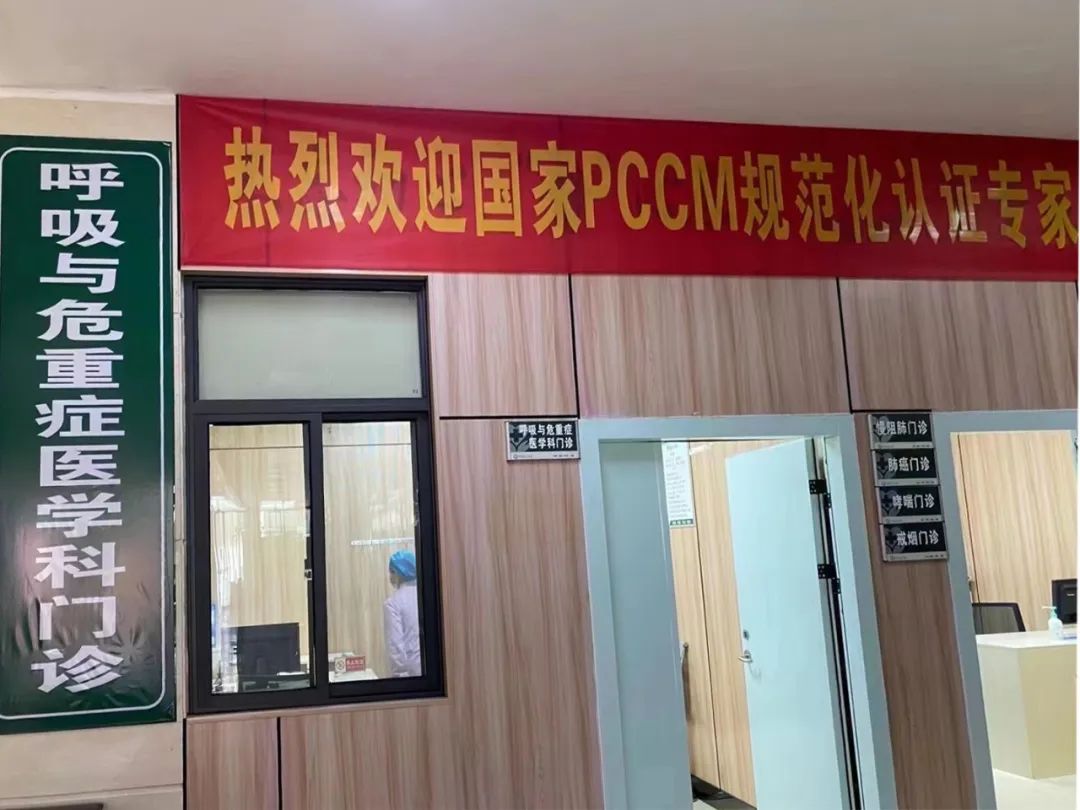 热烈欢迎国家PCCM规范化认证专家
呼吸与危重症医学科门诊
呼吸与危重症
医学科门诊
慢阻肺门诊
肺癌门诊
哮喘门诊
戒烟门诊